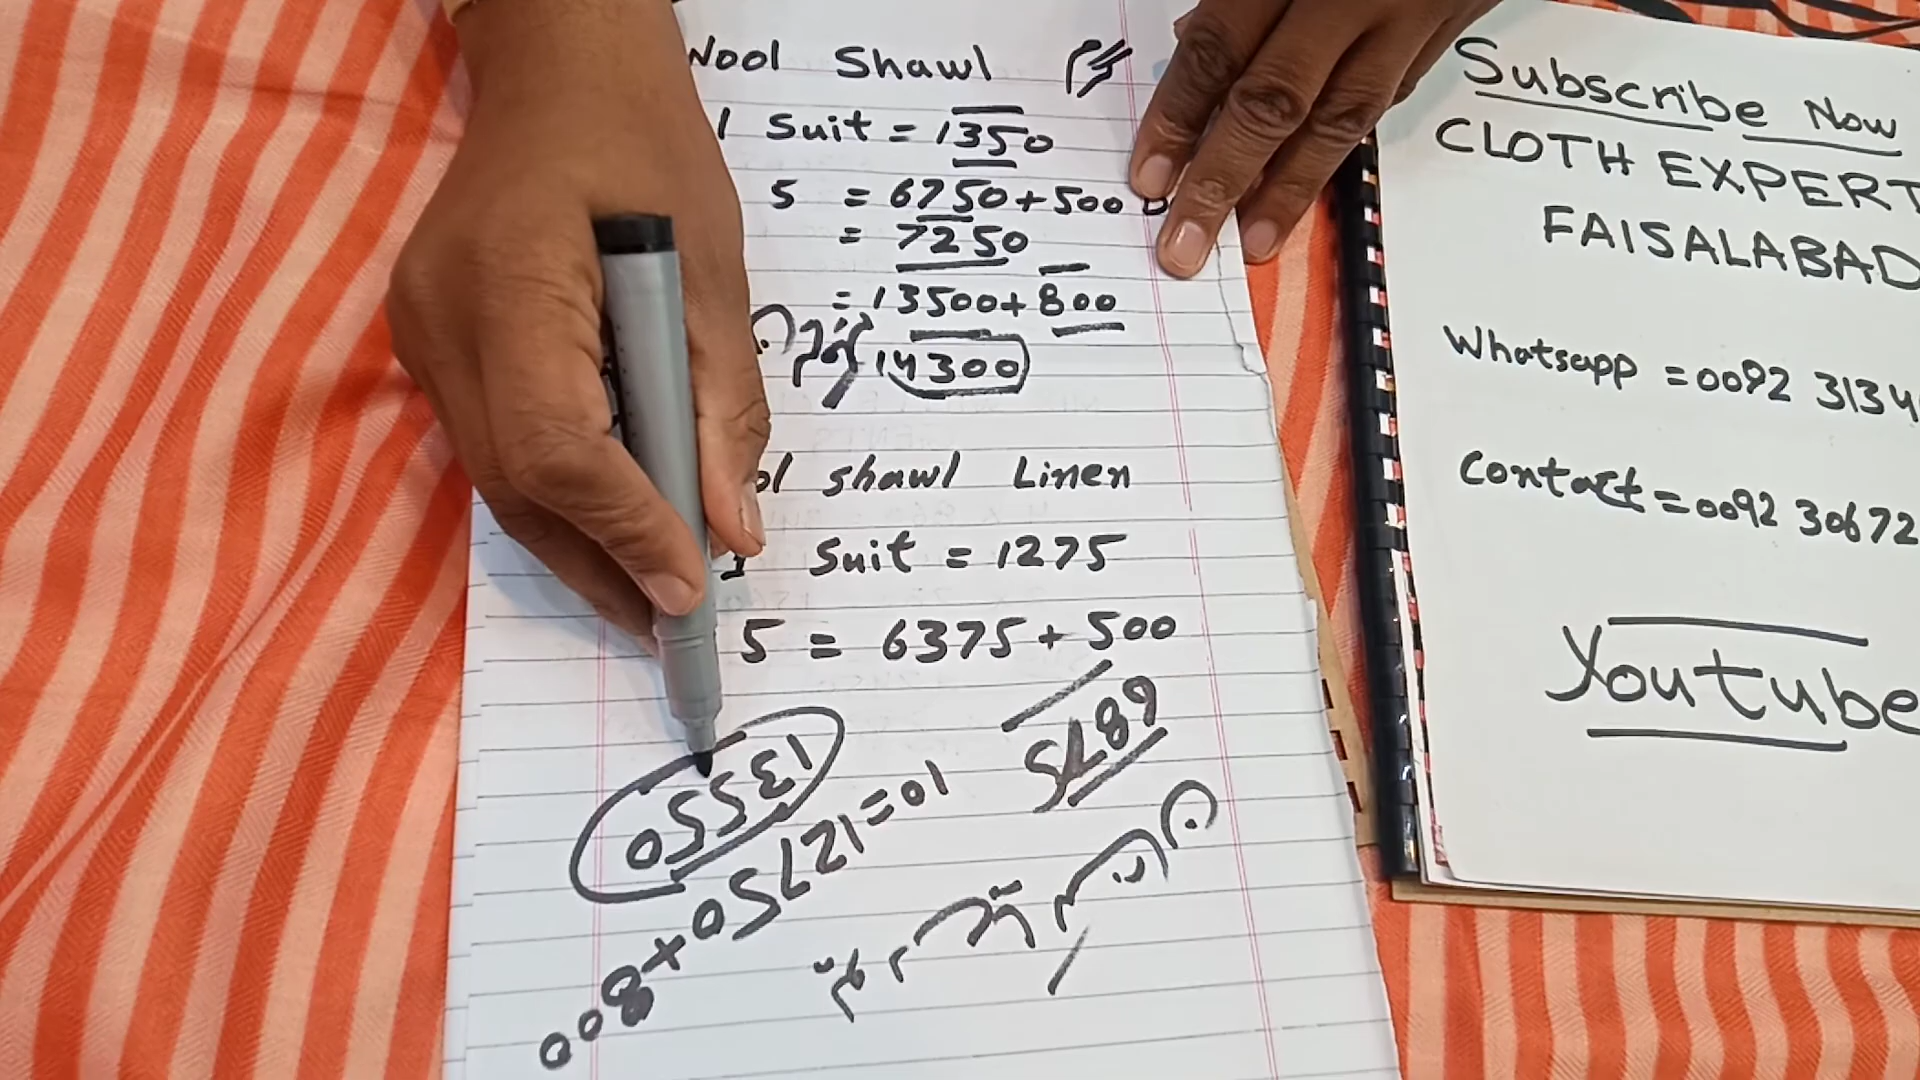 Wool Shawl
1 Suit = 1350
5 = 6750 + 500
= 7250
= 13500 + 800
14300
shawl Linen
1 Suit = 1275
5 = 6375 + 500
6875
10 = 12750 + 800
13550
Subscribe Now
CLOTH EXPERT
FAISALABAD
Whatsapp = 0092 3134
Contact = 0092 30672
Youtube